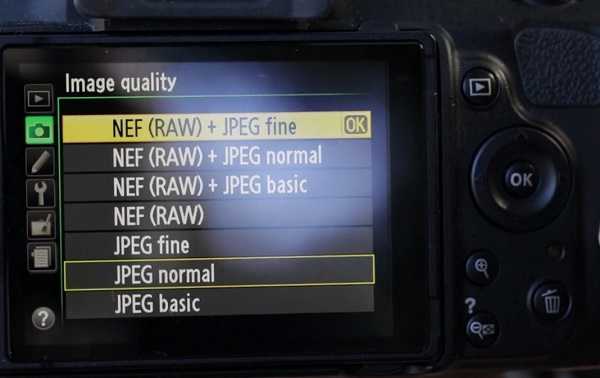 Image quality
NEF (RAW) + JPEG fine OK
NEF (RAW) + JPEG normal
NEF (RAW) + JPEG basic
NEF (RAW)
JPEG fine
JPEG normal
JPEG basic
?
OK
?